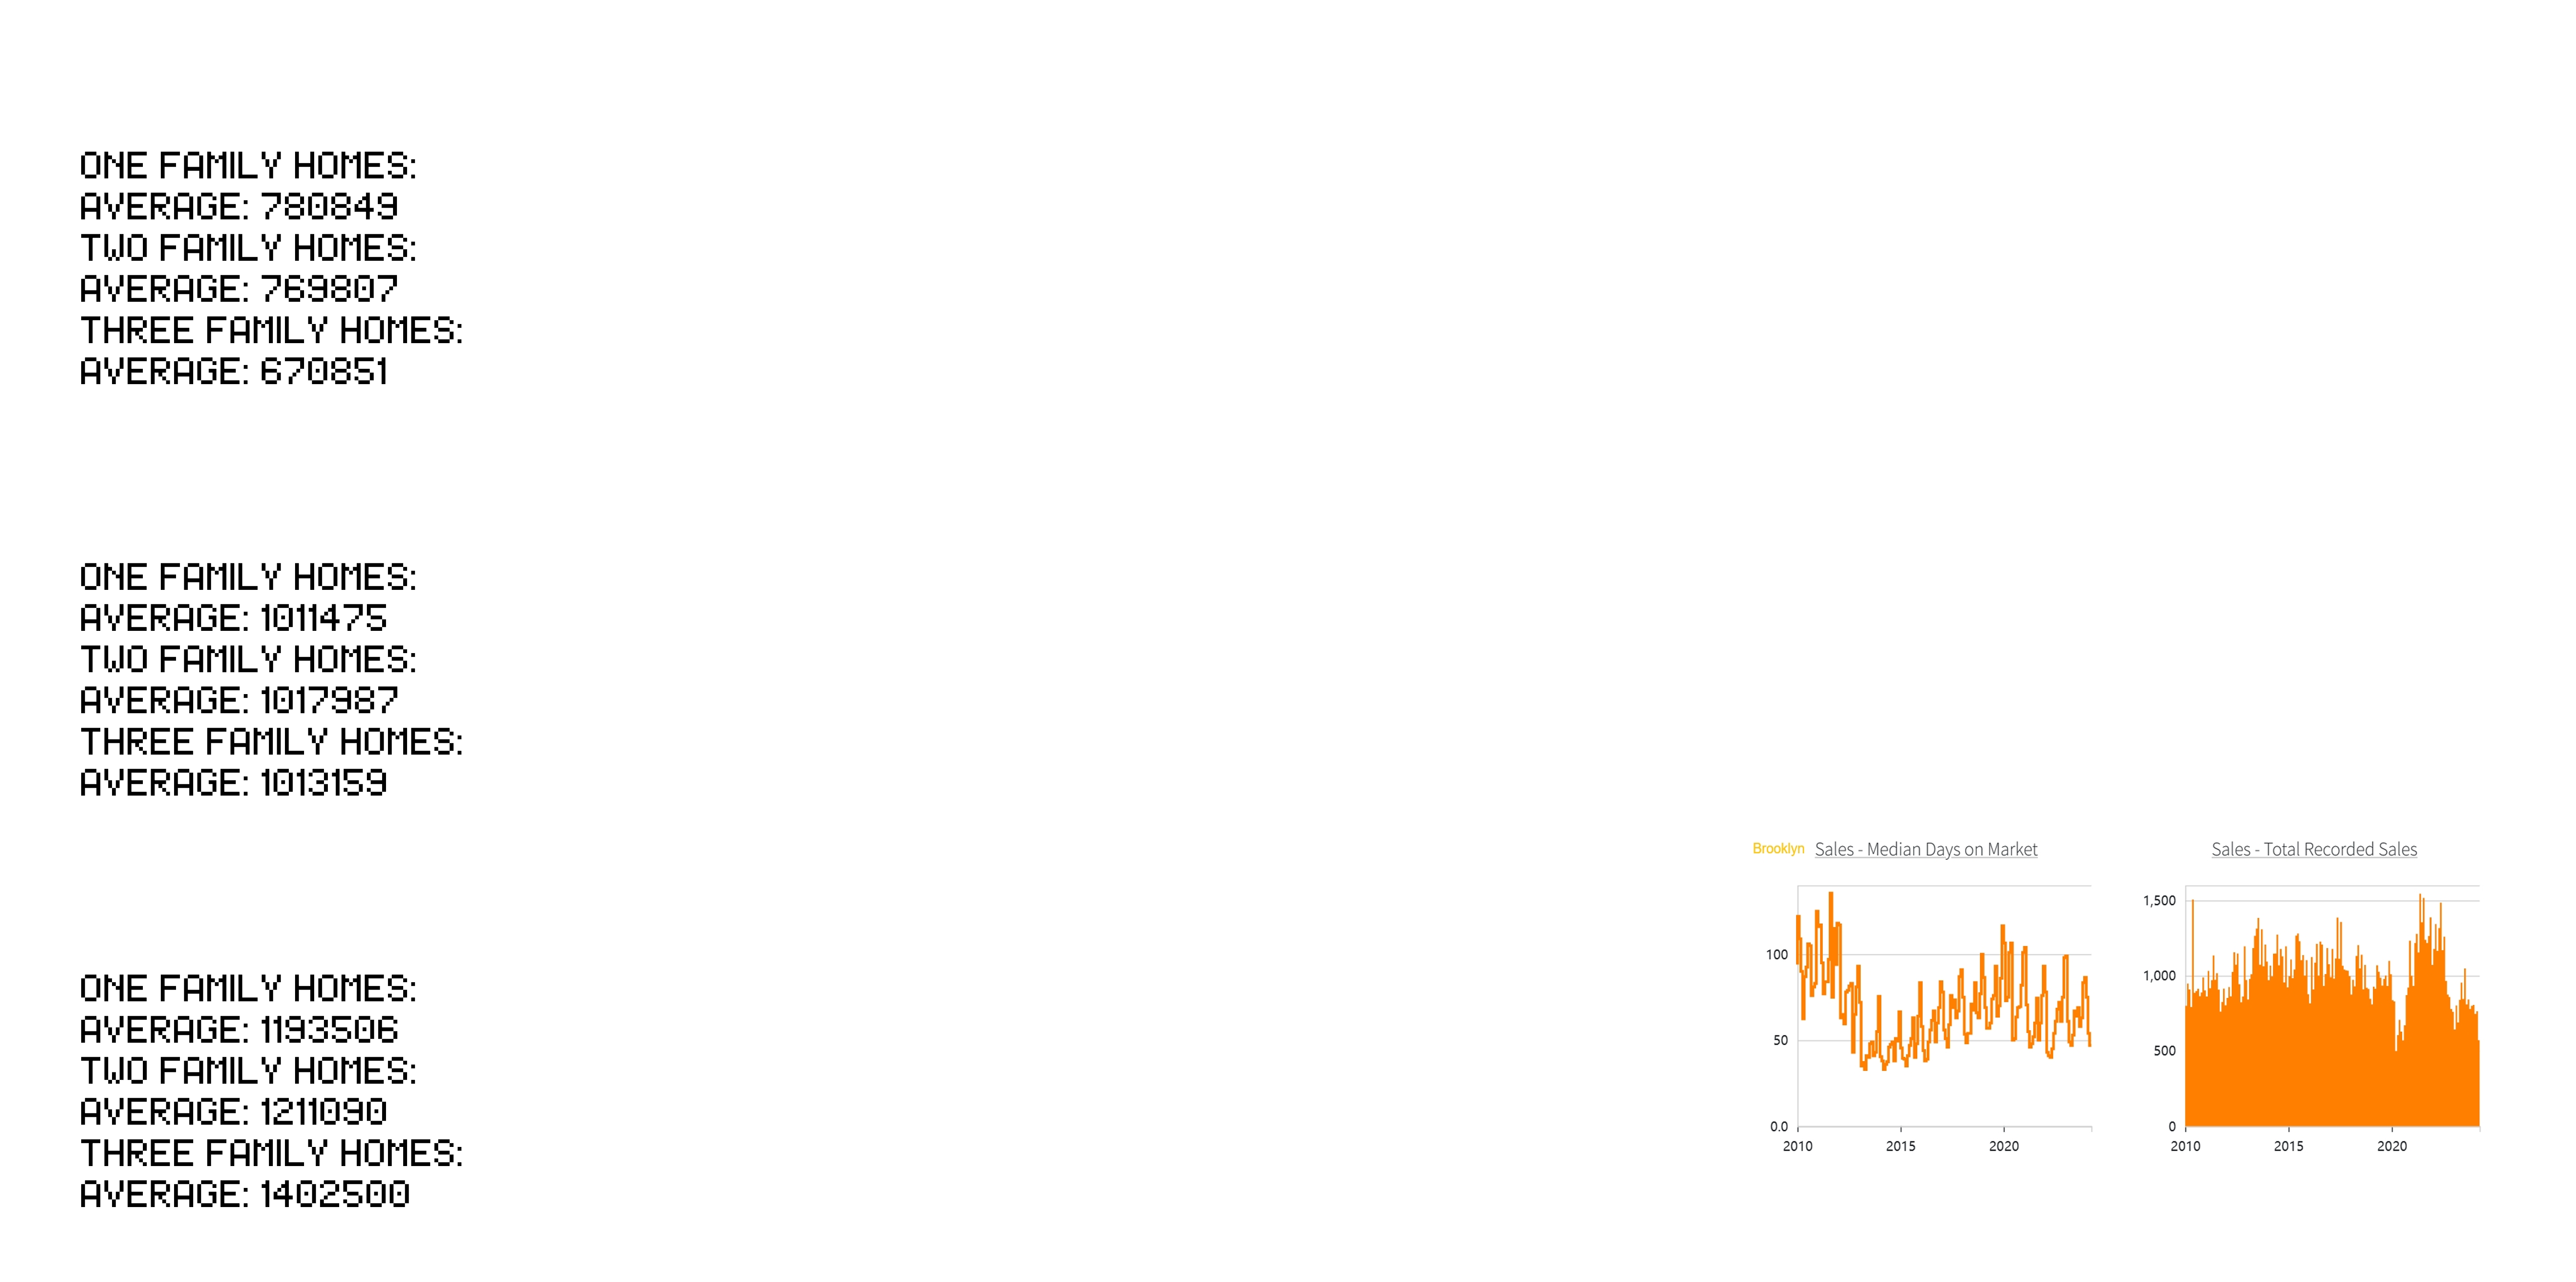 ONE FAMILY HOMES:
AVERAGE: 780849
TWO FAMILY HOMES:
AVERAGE: 769807
THREE FAMILY HOMES:
AVERAGE: 670851
ONE FAMILY HOMES:
AVERAGE: 1011475
TWO FAMILY HOMES:
AVERAGE: 1017987
THREE FAMILY HOMES:
AVERAGE: 1013159
ONE FAMILY HOMES:
AVERAGE: 1193506
TWO FAMILY HOMES:
AVERAGE: 1211090
THREE FAMILY HOMES:
AVERAGE: 1402500
Brooklyn
Sales - Median Days on Market
100
50
0.0
2010 2015 2020
Sales - Total Recorded Sales
1,500
1,000
500
0
2010 2015 2020